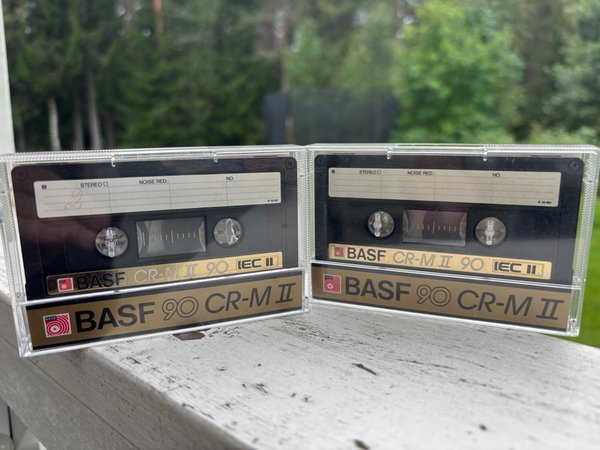 B STEREO NOISE RED. NO.
2
BASF CR-M II 90 IEC II
BASF 90 CR-M II
B STEREO NOISE RED. NO.
BASF CR-M II 90 IEC II
BASF 90 CR-M II